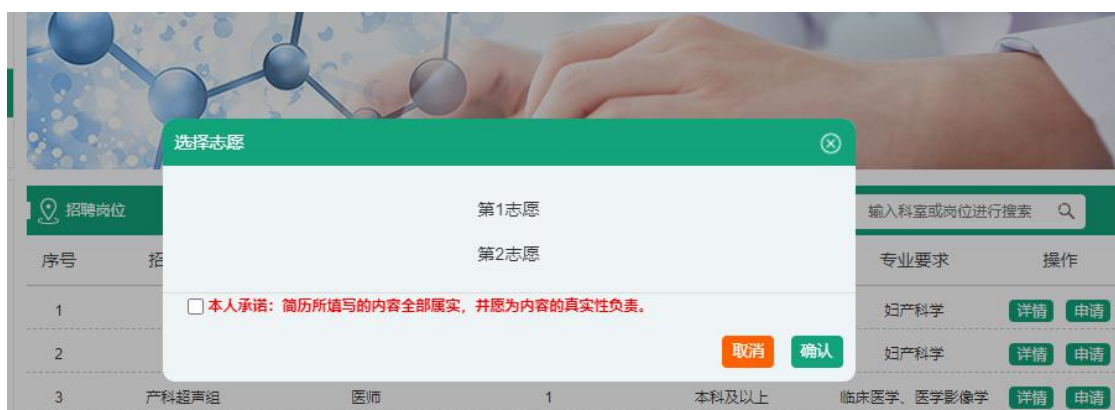 选择志愿
第1志愿
第2志愿
本人承诺：简历所填写的内容全部属实，并愿为内容的真实性负责。
取消 确认
招聘岗位 输入科室或岗位进行搜索
序号 招 专业要求 操作
1 妇产科学 详情 申请
2 妇产科学 详情 申请
3 产科超声组 医师 1 本科及以上 临床医学、医学影像学 详情 申请